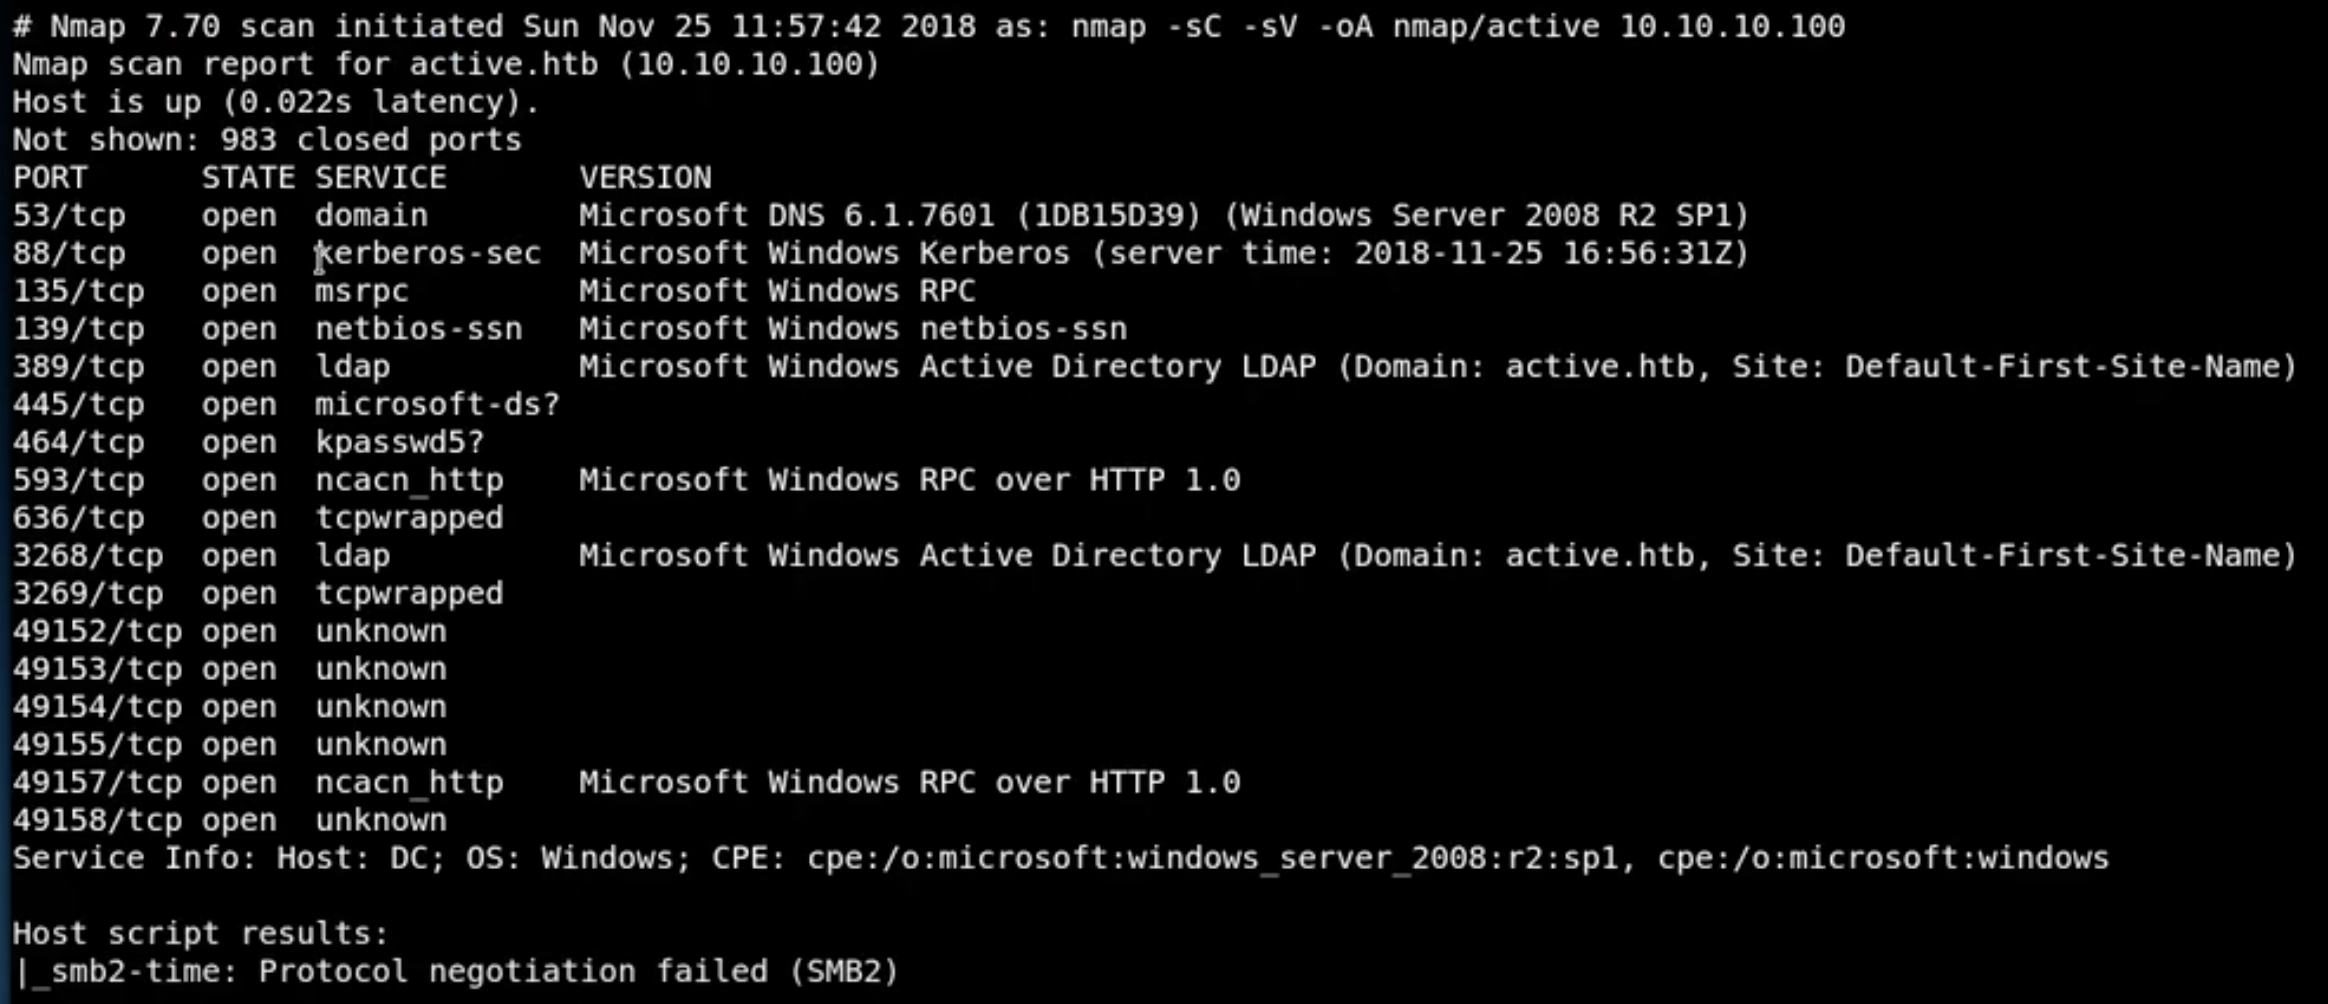 # Nmap 7.70 scan initiated Sun Nov 25 11:57:42 2018 as: nmap -sC -sV -oA nmap/active 10.10.10.100
Nmap scan report for active.htb (10.10.10.100)
Host is up (0.022s latency).
Not shown: 983 closed ports
PORT      STATE SERVICE       VERSION
53/tcp    open  domain        Microsoft DNS 6.1.7601 (1DB15D39) (Windows Server 2008 R2 SP1)
88/tcp    open  kerberos-sec  Microsoft Windows Kerberos (server time: 2018-11-25 16:56:31Z)
135/tcp   open  msrpc         Microsoft Windows RPC
139/tcp   open  netbios-ssn   Microsoft Windows netbios-ssn
389/tcp   open  ldap          Microsoft Windows Active Directory LDAP (Domain: active.htb, Site: Default-First-Site-Name)
445/tcp   open  microsoft-ds?
464/tcp   open  kpasswd5?
593/tcp   open  ncacn_http    Microsoft Windows RPC over HTTP 1.0
636/tcp   open  tcpwrapped
3268/tcp  open  ldap          Microsoft Windows Active Directory LDAP (Domain: active.htb, Site: Default-First-Site-Name)
3269/tcp  open  tcpwrapped
49152/tcp open  unknown
49153/tcp open  unknown
49154/tcp open  unknown
49155/tcp open  unknown
49157/tcp open  ncacn_http    Microsoft Windows RPC over HTTP 1.0
49158/tcp open  unknown
Service Info: Host: DC; OS: Windows; CPE: cpe:/o:microsoft:windows_server_2008:r2:sp1, cpe:/o:microsoft:windows
Host script results:
|_smb2-time: Protocol negotiation failed (SMB2)